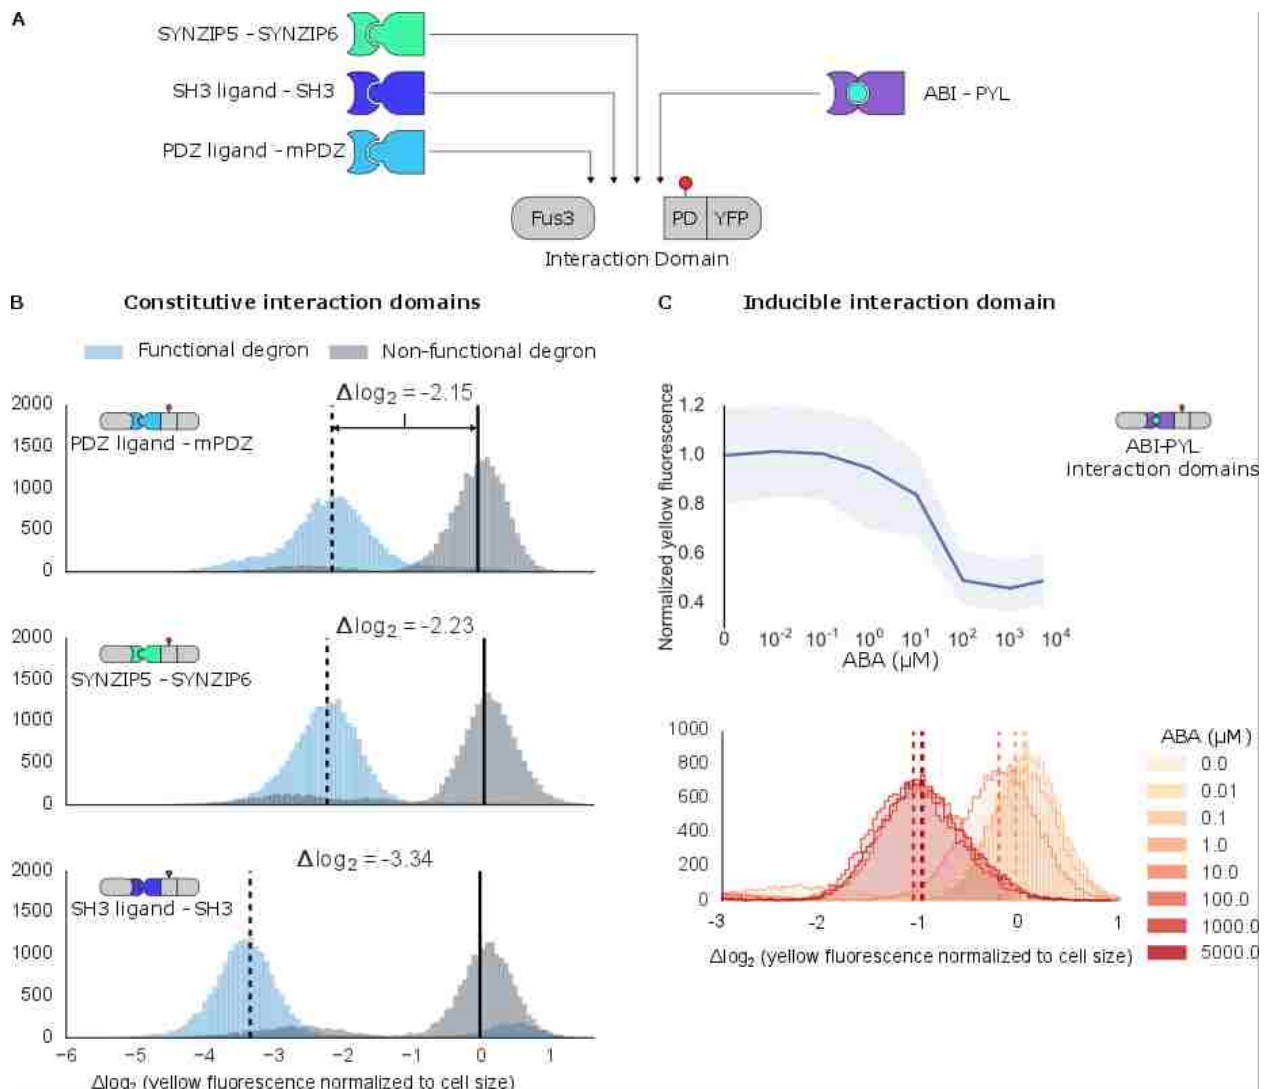 A
SYNZIP5 - SYNZIP6
SH3 ligand - SH3
PDZ ligand - mPDZ
ABI - PYL
Fus3
PD
YFP
Interaction Domain
B
Constitutive interaction domains
Functional degron
Non-functional degron
Δlog2 = -2.15
2000
1500
1000
500
0
PDZ ligand - mPDZ
Δlog2 = -2.23
2000
1500
1000
500
0
SYNZIP5 - SYNZIP6
Δlog2 = -3.34
2000
1500
1000
500
0
SH3 ligand - SH3
−6 −5 −4 −3 −2 −1 0 1
Δlog2 (yellow fluorescence normalized to cell size)
C
Inducible interaction domain
Normalized yellow fluorescence
1.2
1.0
0.8
0.6
0.4
0 10-2 10-1 100 101 102 103 104
ABA (μM)
ABI-PYL
interaction domains
1000
800
600
400
200
0
-3 -2 -1 0 1
Δlog2 (yellow fluorescence normalized to cell size)
ABA (μM)
0.0
0.01
0.1
1.0
10.0
100.0
1000.0
5000.0